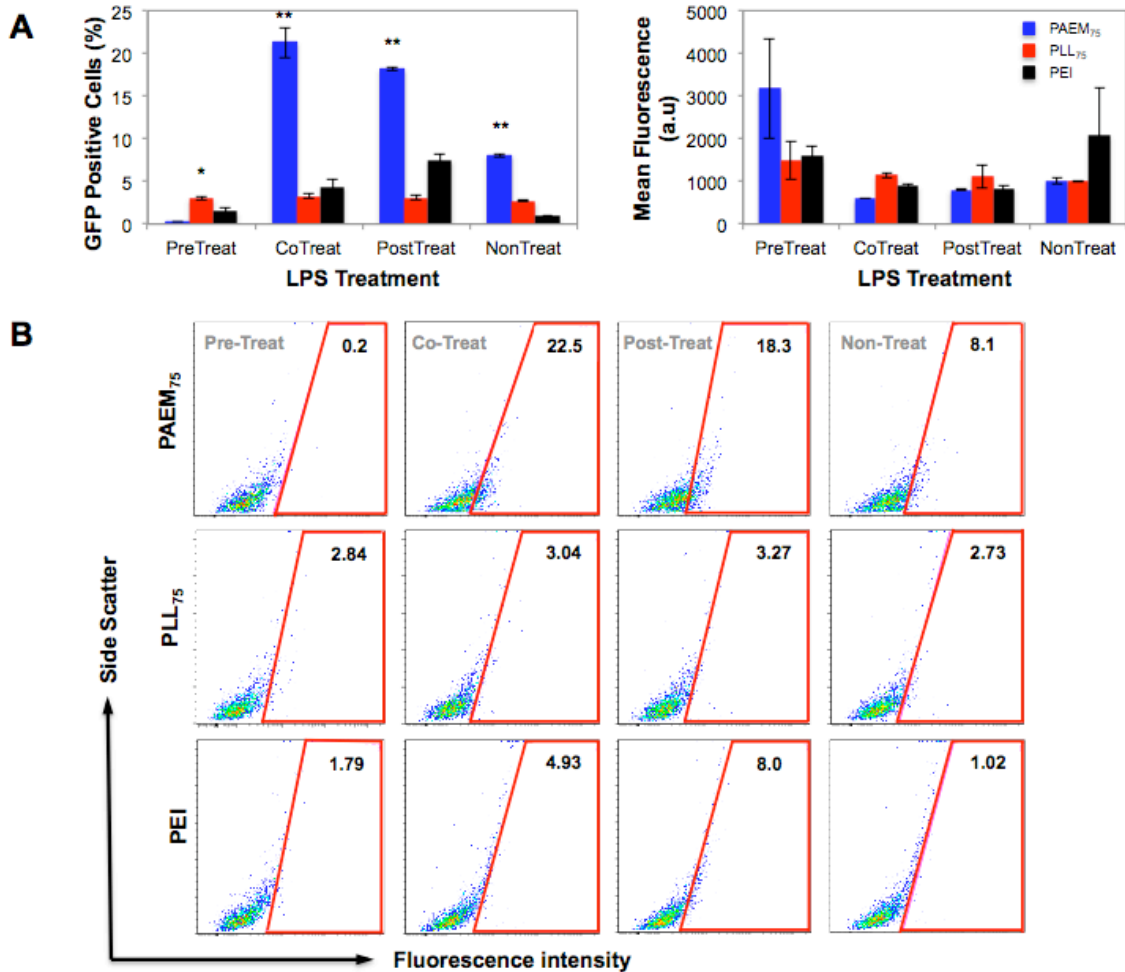 A
GFP Positive Cells (%)
25
20
15
10
5
0
**
**
**
*
PreTreat CoTreat PostTreat NonTreat
LPS Treatment
Mean Fluorescence
(a.u)
5000
4000
3000
2000
1000
0
PAEM75
PLL75
PEI
PreTreat CoTreat PostTreat NonTreat
LPS Treatment
B
Pre-Treat 0.2 Co-Treat 22.5 Post-Treat 18.3 Non-Treat 8.1
PAEM75
2.84 3.04 3.27 2.73
PLL75
1.79 4.93 8.0 1.02
PEI
Side Scatter
Fluorescence intensity